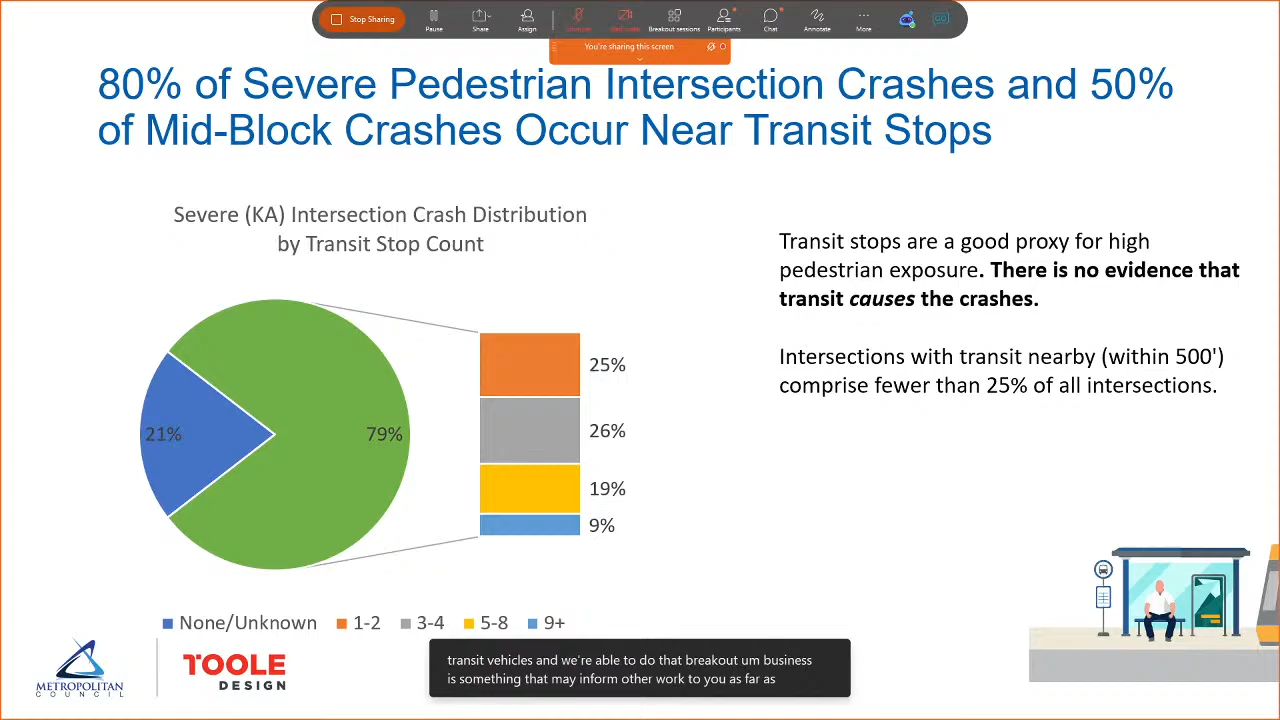 Stop Sharing
Pause
Share
Assign
Breakout sessions
Participants
Chat
Annotate
More
You're sharing this screen
80% of Severe Pedestrian Intersection Crashes and 50%
of Mid-Block Crashes Occur Near Transit Stops
Severe (KA) Intersection Crash Distribution
by Transit Stop Count
21%
79%
25%
26%
19%
9%
None/Unknown 1-2 3-4 5-8 9+
Transit stops are a good proxy for high
pedestrian exposure. There is no evidence that
transit causes the crashes.
Intersections with transit nearby (within 500')
comprise fewer than 25% of all intersections.
METROPOLITAN
COUNCIL
TOOLE
DESIGN
transit vehicles and we're able to do that breakout um business
is something that may inform other work to you as far as